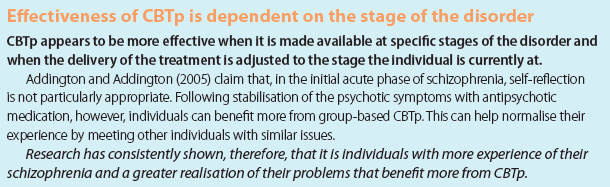 Effectiveness of CBTp is dependent on the stage of the disorder
CBTp appears to be more effective when it is made available at specific stages of the disorder and
when the delivery of the treatment is adjusted to the stage the individual is currently at.
Addington and Addington (2005) claim that, in the initial acute phase of schizophrenia, self-reflection
is not particularly appropriate. Following stabilisation of the psychotic symptoms with antipsychotic
medication, however, individuals can benefit more from group-based CBTp. This can help normalise their
experience by meeting other individuals with similar issues.
Research has consistently shown, therefore, that it is individuals with more experience of their
schizophrenia and a greater realisation of their problems that benefit more from CBTp.